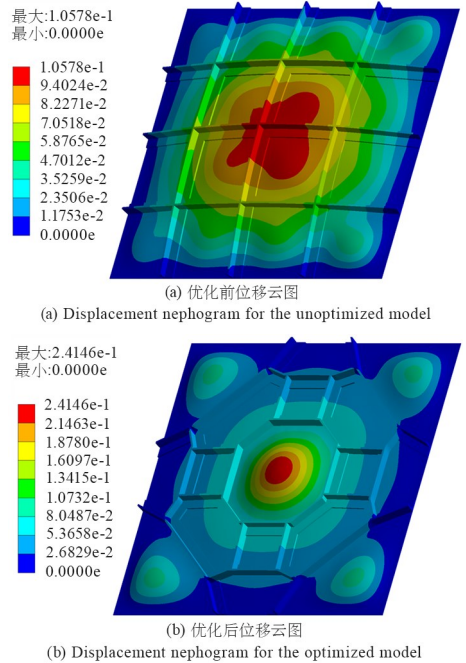 最大:1.0578e-1
最小:0.0000e
1.0578e-1
9.4024e-2
8.2271e-2
7.0518e-2
5.8765e-2
4.7012e-2
3.5259e-2
2.3506e-2
1.1753e-2
0.0000e
(a) 优化前位移云图
(a) Displacement nephogram for the unoptimized model
最大:2.4146e-1
最小:0.0000e
2.4146e-1
2.1463e-1
1.8780e-1
1.6097e-1
1.3415e-1
1.0732e-1
8.0487e-2
5.3658e-2
2.6829e-2
0.0000e
(b) 优化后位移云图
(b) Displacement nephogram for the optimized model